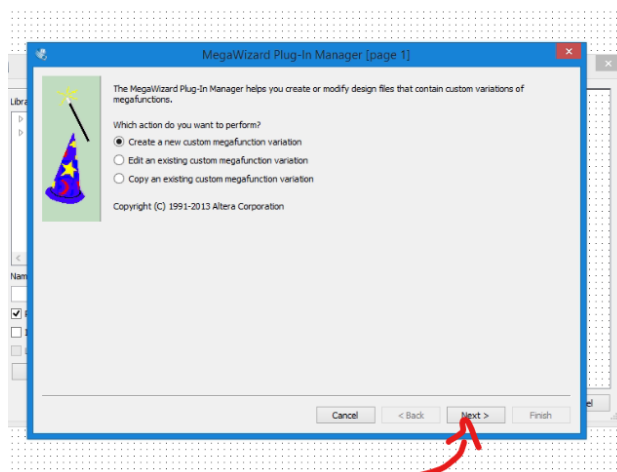 MegaWizard Plug-In Manager [page 1]
The MegaWizard Plug-In Manager helps you create or modify design files that contain custom variations of
megafunctions.
Which action do you want to perform?
Create a new custom megafunction variation
Edit an existing custom megafunction variation
Copy an existing custom megafunction variation
Copyright (C) 1991-2013 Altera Corporation
Libra
Nam
Cancel
< Back
Next >
Finish
el